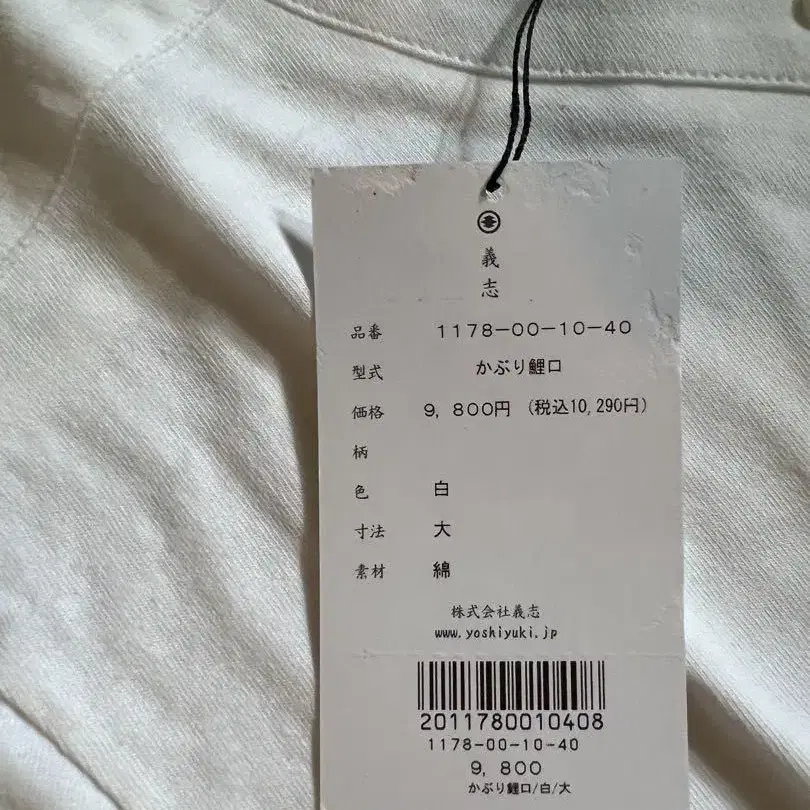 義
志
品番 1178-00-10-40
型式 かぶり鯉口
価格 9,800円 (税込10,290円)
柄
色 白
寸法 大
素材 綿
株式会社義志
www.yoshiyuki.jp
2011780010408
1178-00-10-40
9,800
かぶり鯉口/白/大